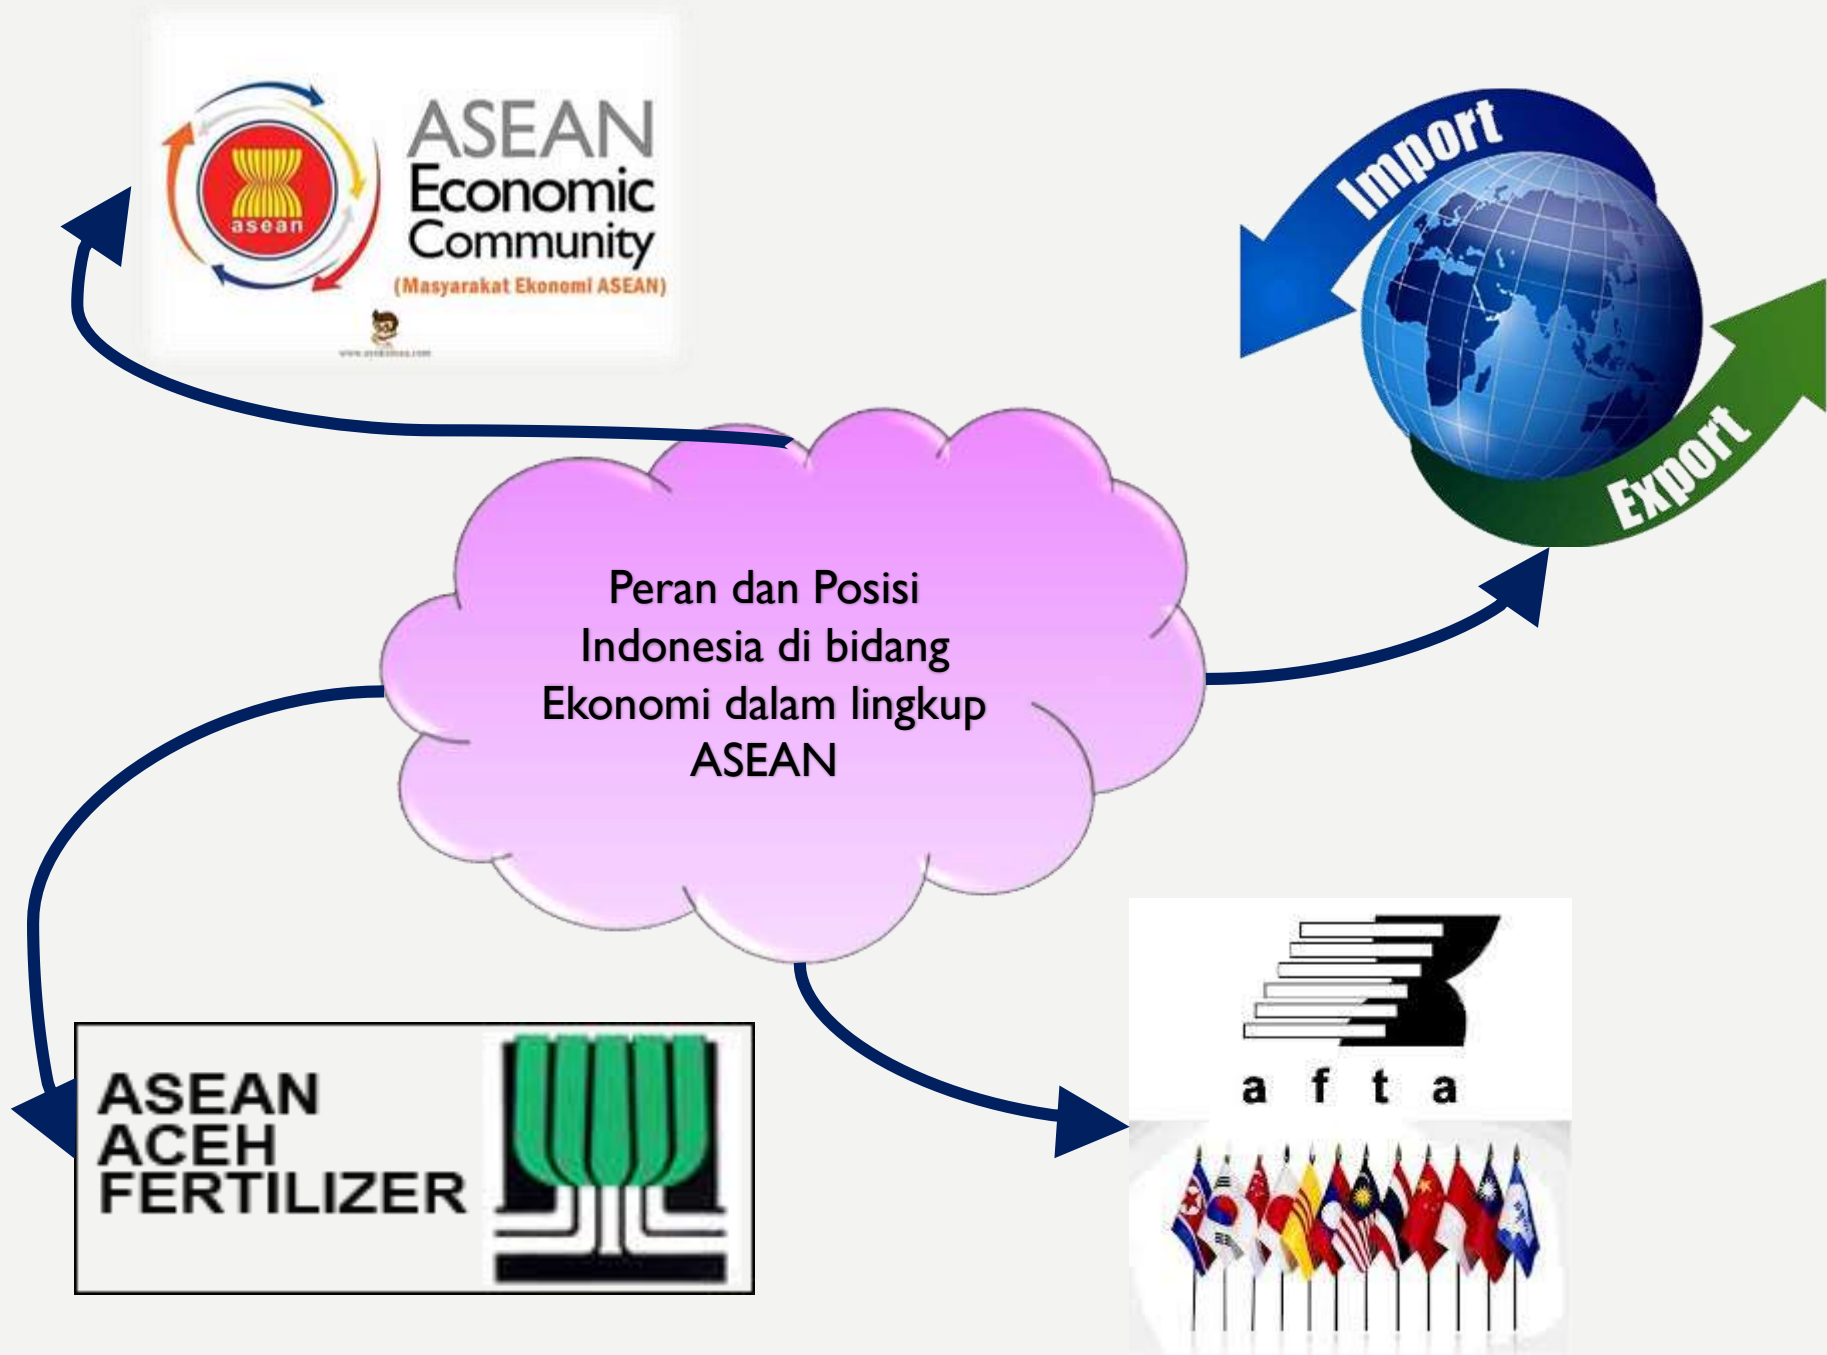 ASEAN
Economic
Community
(Masyarakat Ekonomi ASEAN)
asean
Import
Export
Peran dan Posisi
Indonesia di bidang
Ekonomi dalam lingkup
ASEAN
ASEAN
ACEH
FERTILIZER
afta